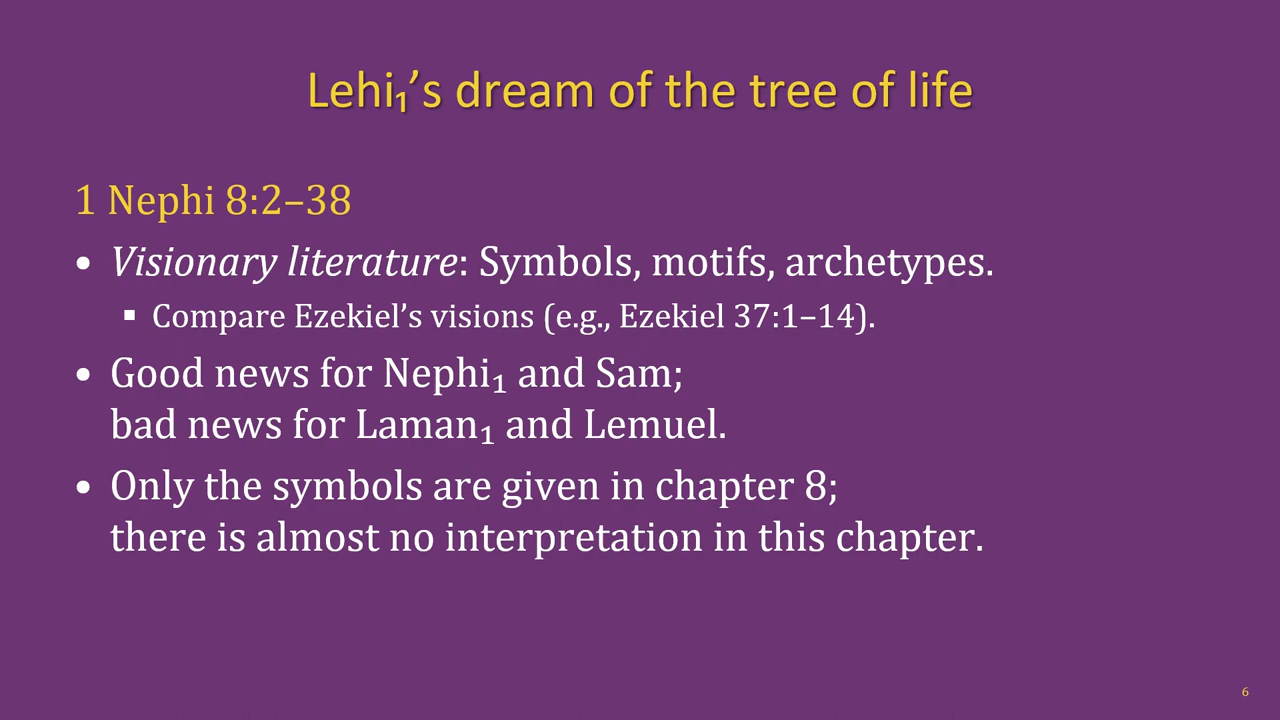 Lehi₁’s dream of the tree of life
1 Nephi 8:2–38
• Visionary literature: Symbols, motifs, archetypes.
▪ Compare Ezekiel’s visions (e.g., Ezekiel 37:1–14).
• Good news for Nephi₁ and Sam;
bad news for Laman₁ and Lemuel.
• Only the symbols are given in chapter 8;
there is almost no interpretation in this chapter.
6